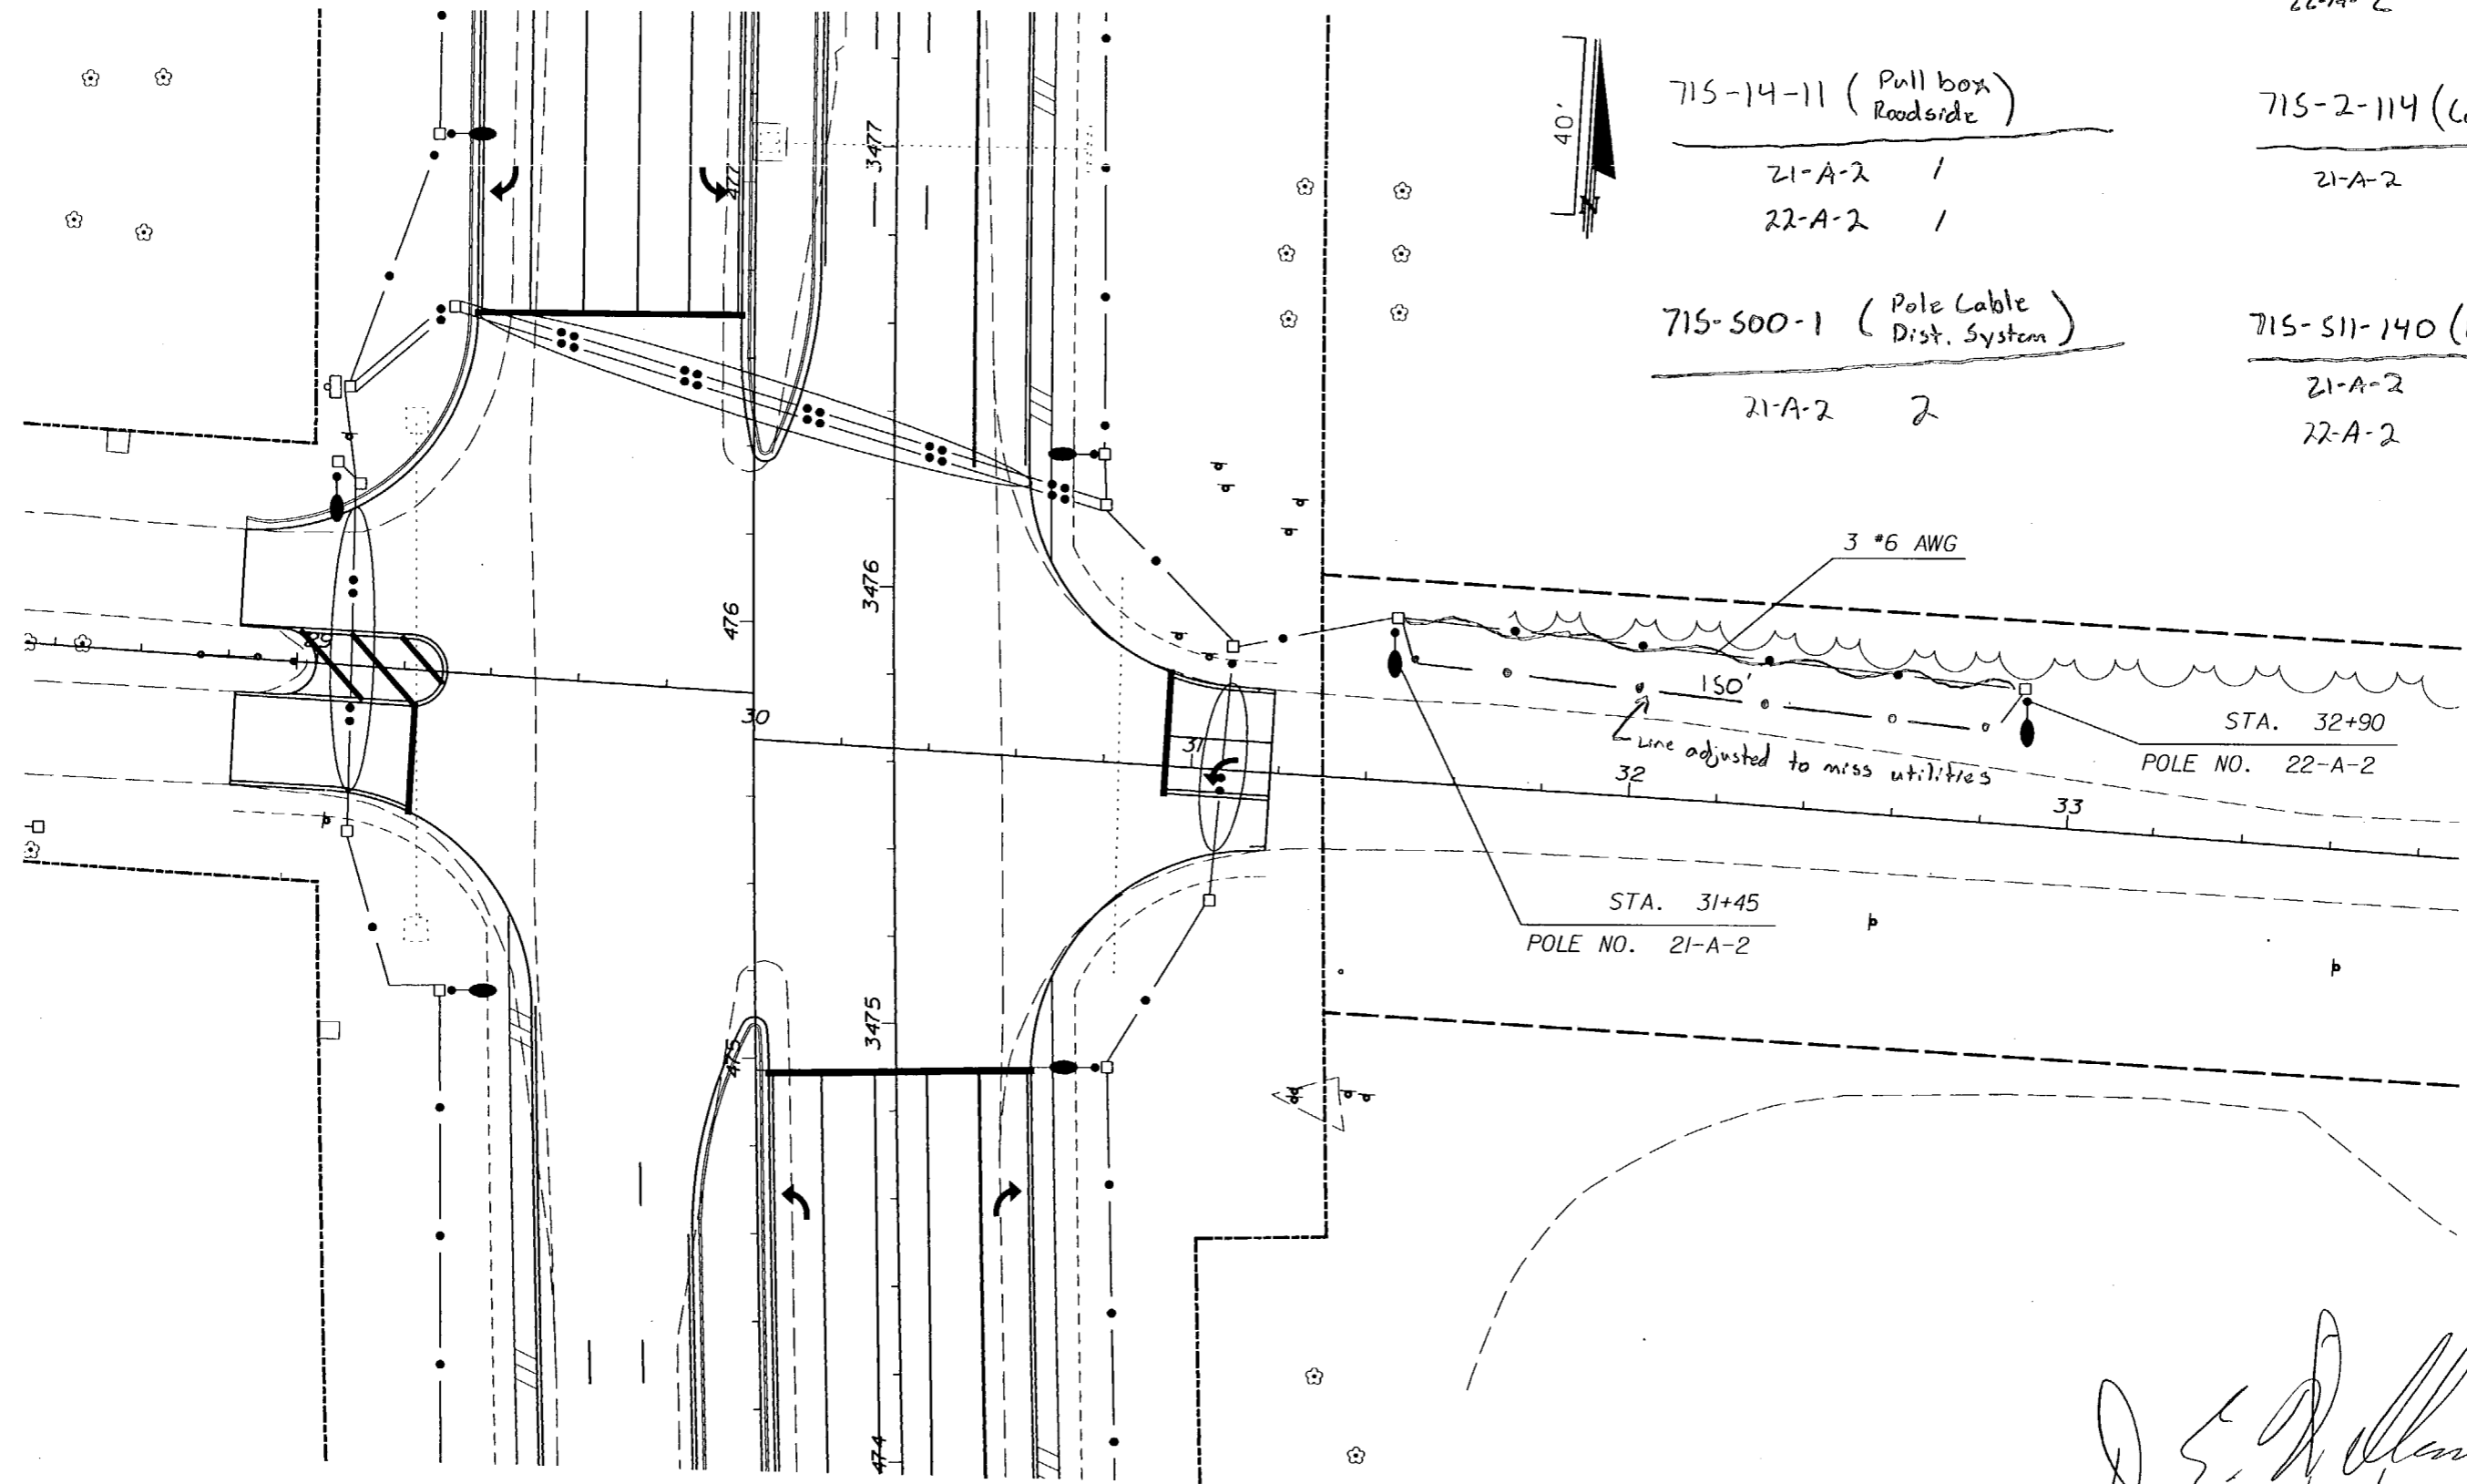 40'
N
715-14-11 ( Pull box Roadside )
21-A-2 1
22-A-2 1
715-2-114 (
21-A-2
715-500-1 ( Pole Cable Dist. System )
21-A-2 2
715-511-140 (
21-A-2
22-A-2
477
3477
3 #6 AWG
3476
476
29
150'
30
31
Line adjusted to miss utilities
32
33
STA. 32+90
POLE NO. 22-A-2
STA. 31+45
POLE NO. 21-A-2
3475
475
474